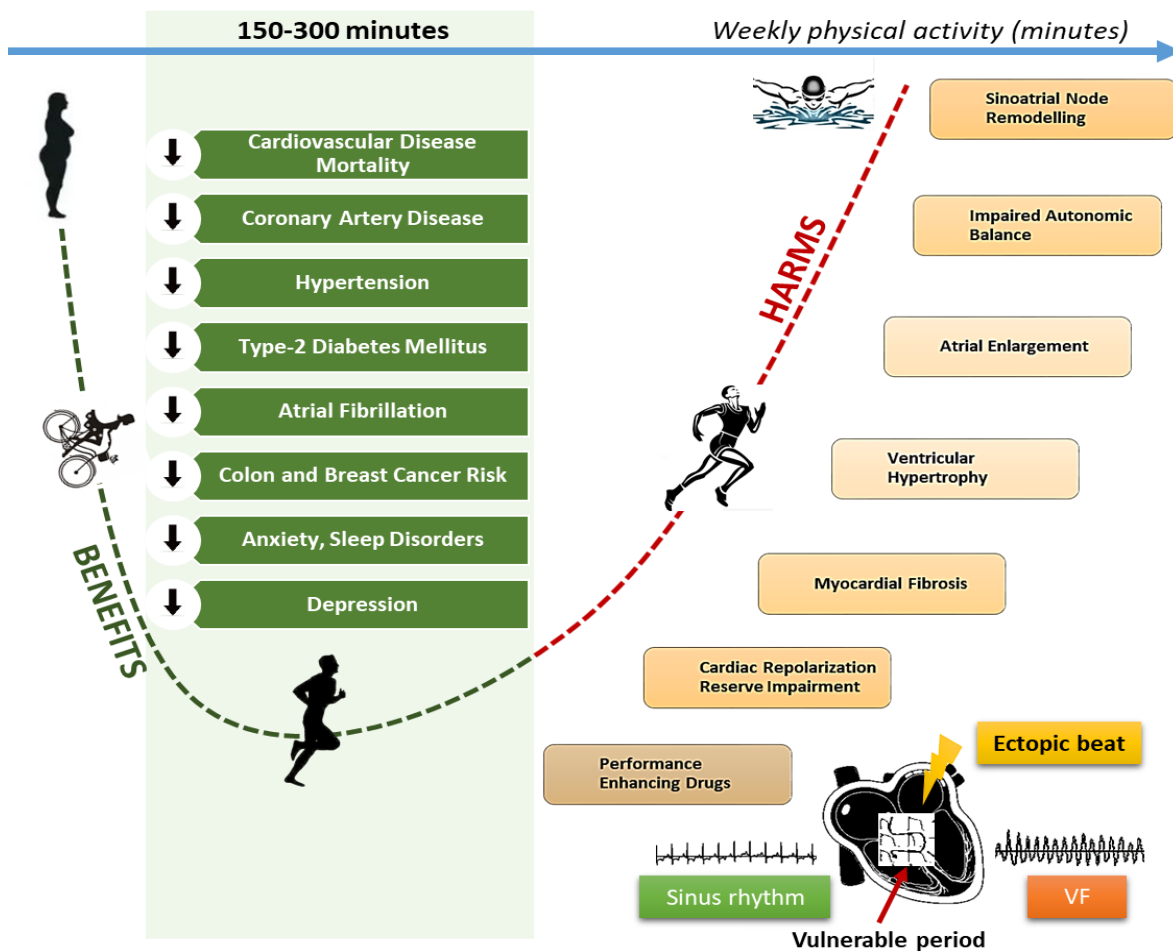 150-300 minutes
Weekly physical activity (minutes)
Cardiovascular Disease
Mortality
Coronary Artery Disease
Hypertension
Type-2 Diabetes Mellitus
Atrial Fibrillation
Colon and Breast Cancer Risk
Anxiety, Sleep Disorders
Depression
BENEFITS
HARMS
Sinoatrial Node
Remodelling
Impaired Autonomic
Balance
Atrial Enlargement
Ventricular
Hypertrophy
Myocardial Fibrosis
Cardiac Repolarization
Reserve Impairment
Performance
Enhancing Drugs
Ectopic beat
Sinus rhythm
VF
Vulnerable period